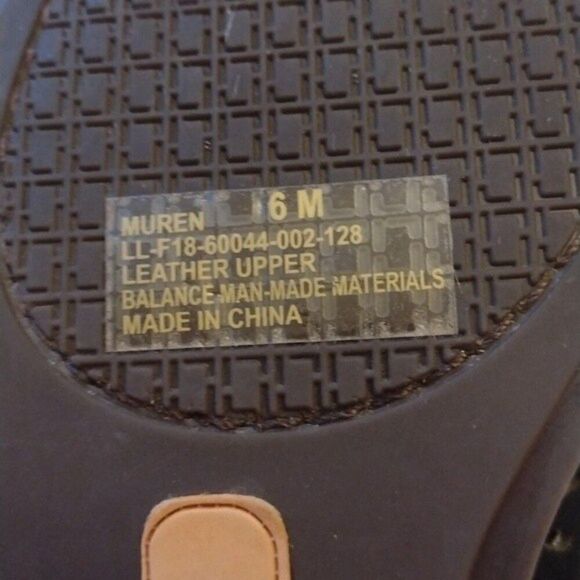 MUREN 6 M
LL-F18-60044-002-128
LEATHER UPPER
BALANCE MAN-MADE MATERIALS
MADE IN CHINA